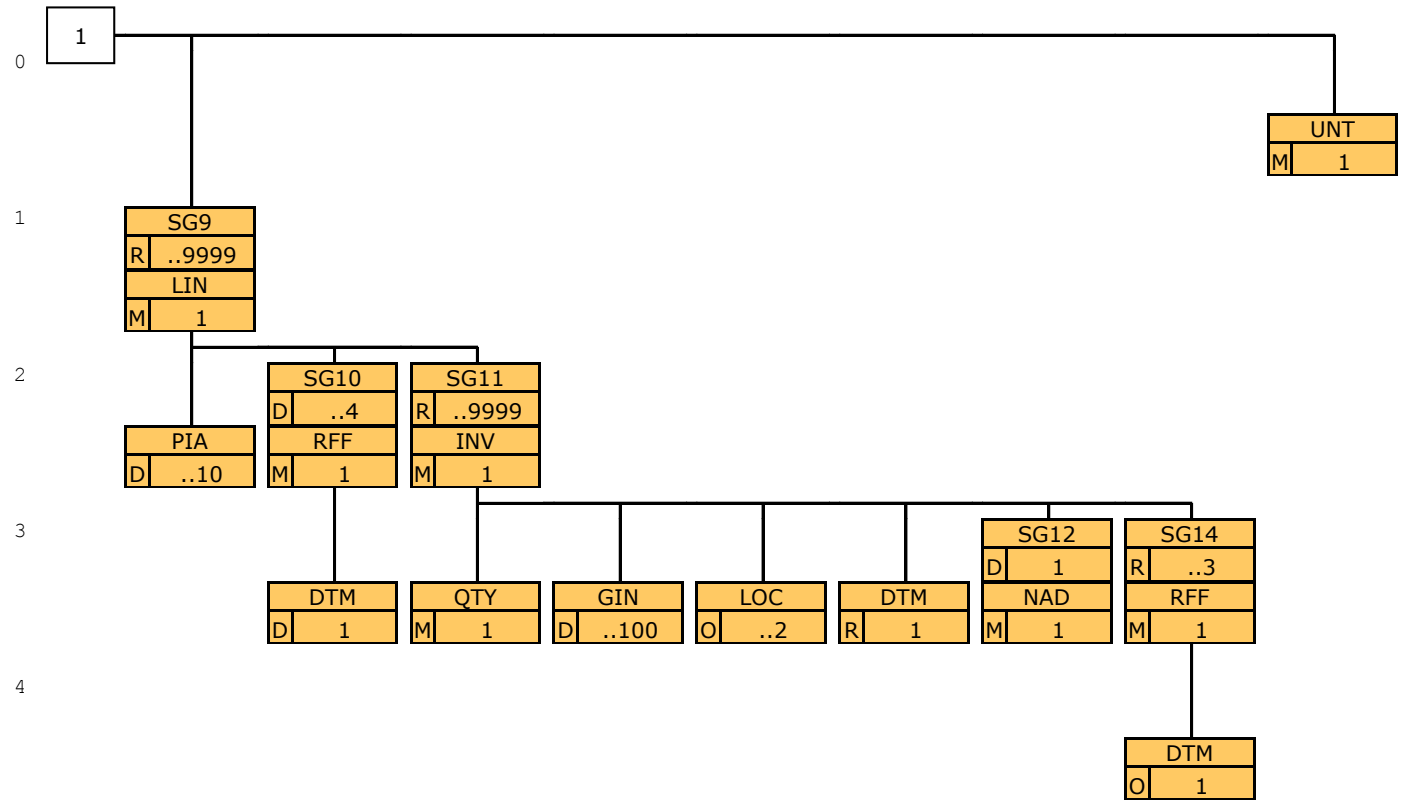 1
0
UNT
M 1
1
SG9
R ..9999
LIN
M 1
2
SG10
D ..4
RFF
M 1
SG11
R ..9999
INV
M 1
PIA
D ..10
3
DTM
D 1
QTY
M 1
GIN
D ..100
LOC
O ..2
DTM
R 1
SG12
D 1
NAD
M 1
SG14
R ..3
RFF
M 1
4
DTM
O 1